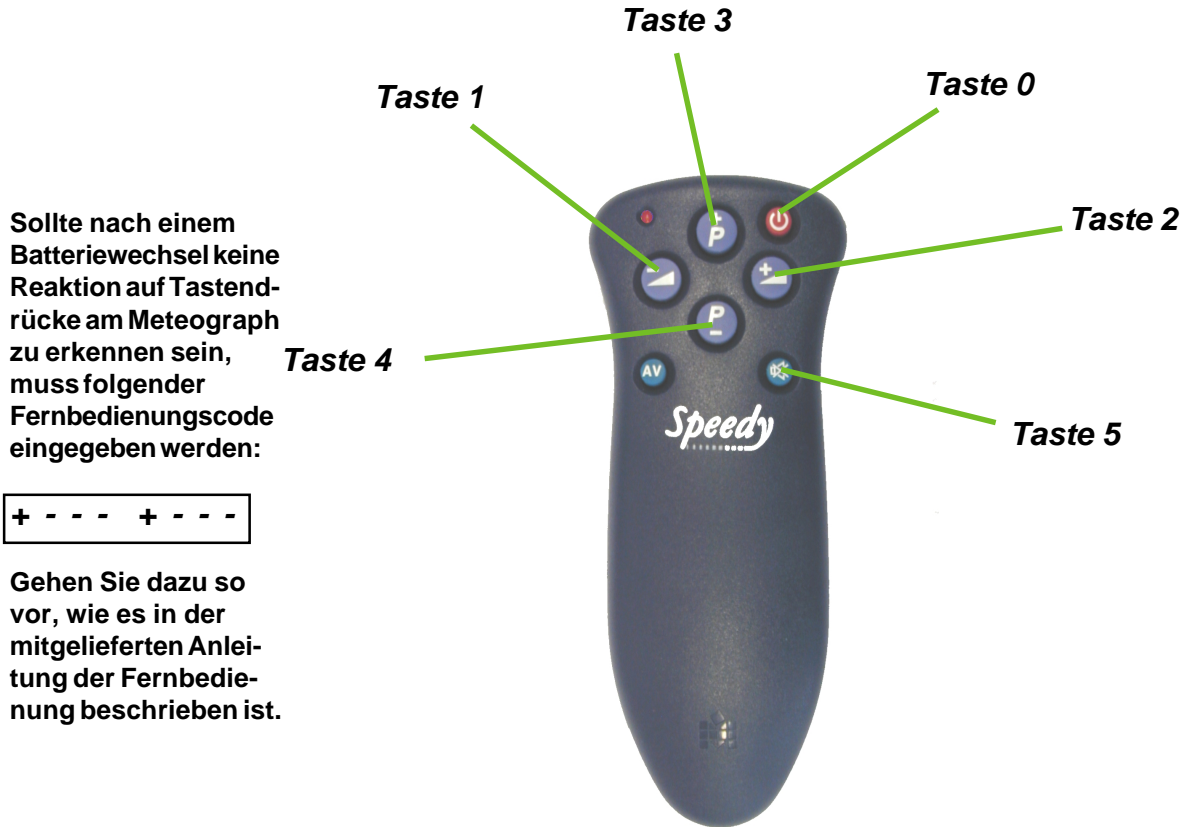 Taste 3
Taste 0
Taste 1
Taste 2
Sollte nach einem
Batteriewechsel keine
Reaktion auf Tastend-
rücke am Meteograph
zu erkennen sein,
muss folgender
Fernbedienungscode
eingegeben werden:
Taste 4
Taste 5
+ - - - + - - -
Gehen Sie dazu so
vor, wie es in der
mitgelieferten Anlei-
tung der Fernbedie-
nung beschrieben ist.
+
P
-
+
P
-
AV
Speedy